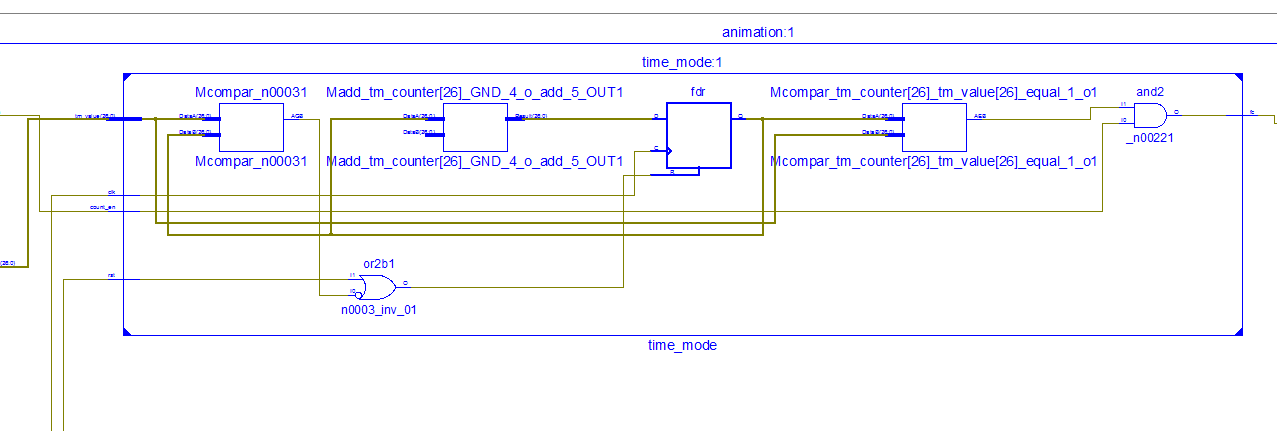 animation:1
time_mode:1
Mcompar_n00031
Madd_tm_counter[26]_GND_4_o_add_5_OUT1
fdr
Mcompar_tm_counter[26]_tm_value[26]_equal_1_o1
and2
tm_value(26:0)
DataA(26:0)
AGB
DataA(26:0)
Result(26:0)
D
Q
DataA(26:0)
AEB
I1
O
DataB(26:0)
DataB(26:0)
DataB(26:0)
I0
C
_n00221
Mcompar_n00031
Madd_tm_counter[26]_GND_4_o_add_5_OUT1
R
Mcompar_tm_counter[26]_tm_value[26]_equal_1_o1
clk
count_en
(26:0)
or2b1
rst
I1
O
I0
n0003_inv_01
time_mode